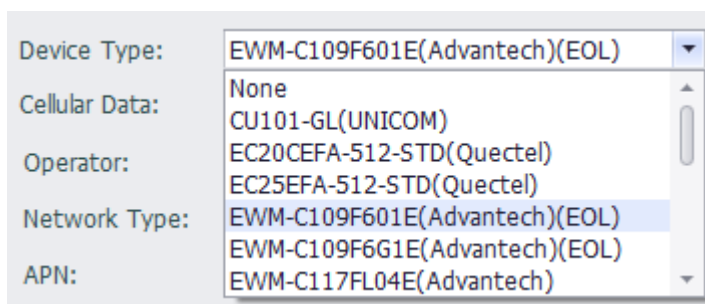 Device Type: EWM-C109F601E(Advantech)(EOL)
None
Cellular Data:
CU101-GL(UNICOM)
Operator: EC20CEFA-512-STD(Quectel)
EC25EFA-512-STD(Quectel)
Network Type: EWM-C109F601E(Advantech)(EOL)
EWM-C109F6G1E(Advantech)(EOL)
APN: EWM-C117FL04E(Advantech)